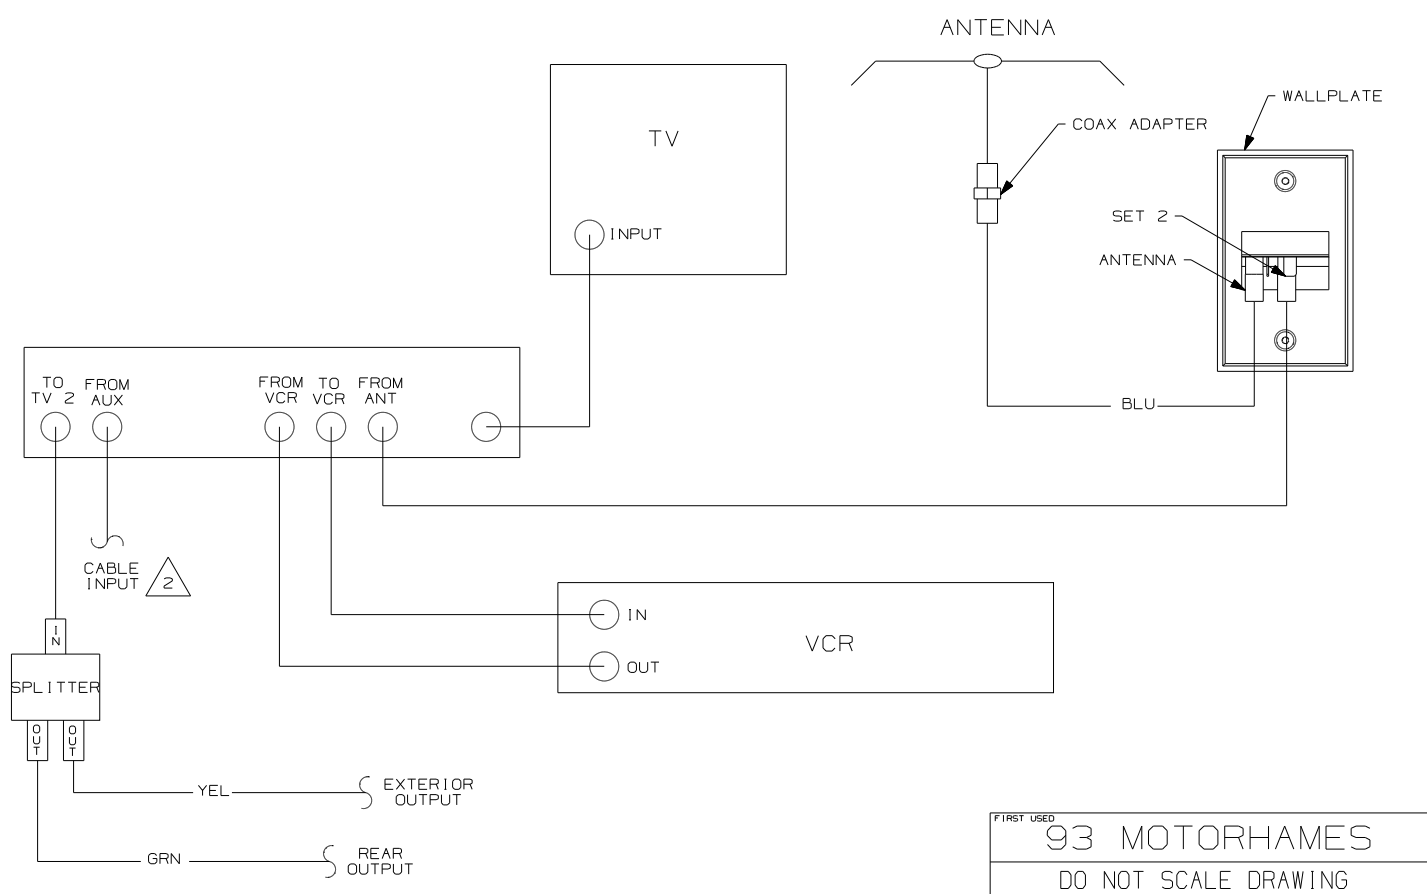 ANTENNA
WALLPLATE
COAX ADAPTER
TV
SET 2
INPUT
ANTENNA
TO
TV 2
FROM
AUX
FROM
VCR
TO
VCR
FROM
ANT
BLU
CABLE
INPUT
2
IN
IN
VCR
OUT
SPLITTER
OUT
OUT
YEL
EXTERIOR
OUTPUT
GRN
REAR
OUTPUT
FIRST USED
93 MOTORHAMES
DO NOT SCALE DRAWING